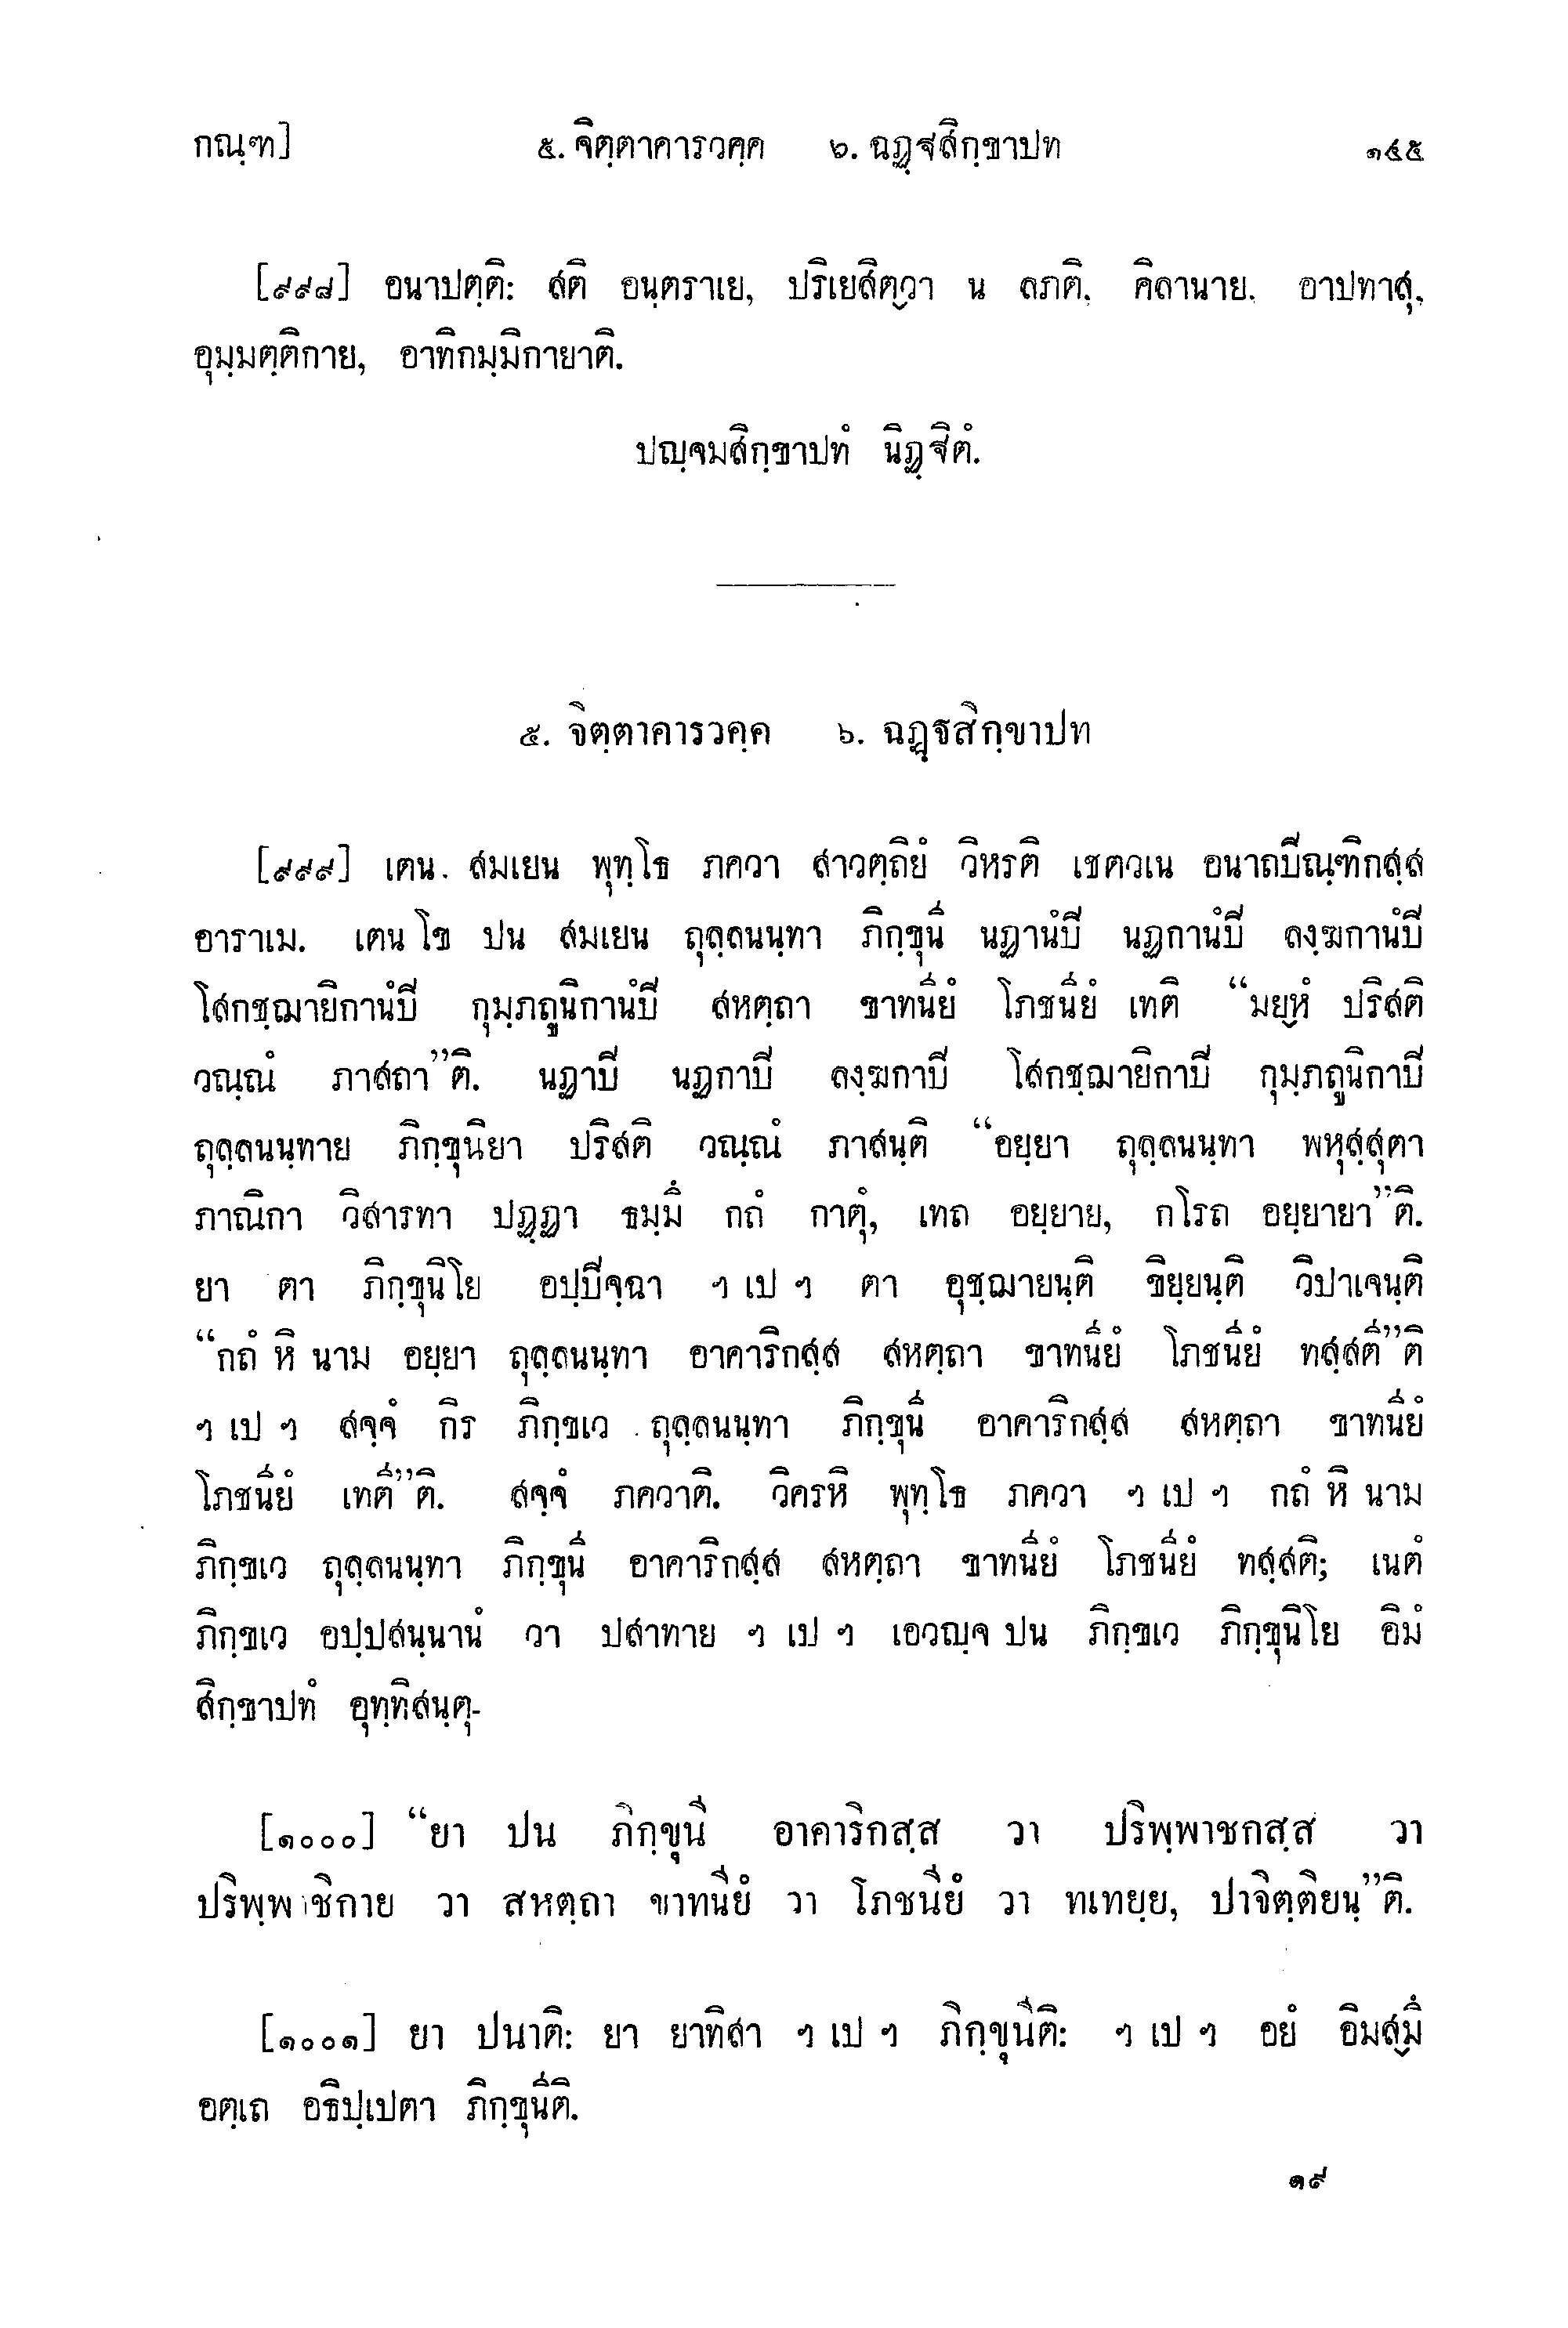 กณฺฑ] ๕. จิตฺตาคารวคฺค ๖. ฉฏฺฐสิกฺขาปท ๑๔๕
[๙๙๘] อนาปตฺติ: สติ อนฺตราเย, ปริเยสิตฺวา น ลภติ, คิลานาย, อาปทาสุ,
อุมฺมตฺติกาย, อาทิกมฺมิกายาติ.
ปญฺจมสิกฺขาปทํ นิฏฺฐิตํ.
๕. จิตฺตาคารวคฺค ๖. ฉฏฺฐสิกฺขาปท
[๙๙๙] เตน สมเยน พุทฺโธ ภควา สาวตฺถิยํ วิหรติ เชตวเน อนาถปิณฺฑิกสฺส
อาราเม. เตน โข ปน สมเยน ถุลฺลนนฺทา ภิกฺขุนี นฏานํปิ นฏกานํปิ ลงฺฆกานํปิ
โสกชฺฌายิกานํปิ กุมฺภถูนิกานํปิ สหตฺถา ขาทนียํ โภชนียํ เทติ “มยฺหํ ปริสติ
วณฺณํ ภาสถา”ติ. นฏาปิ นฏกาปิ ลงฺฆกาปิ โสกชฺฌายิกาปิ กุมฺภถูนิกาปิ
ถุลฺลนนฺทาย ภิกฺขุนิยา ปริสติ วณฺณํ ภาสนฺติ “อยฺยา ถุลฺลนนฺทา พหุสฺสุตา
ภาณิกา วิสารทา ปฏฺฏา ธมฺมึ กถํ กาตุํ, เทถ อยฺยาย, กโรถ อยฺยายา”ติ.
ยา ตา ภิกฺขุนิโย อปฺปิจฺฉา ฯ เป ฯ ตา อุชฺฌายนฺติ ขิยฺยนฺติ วิปาเจนฺติ
“กถํ หิ นาม อยฺยา ถุลฺลนนฺทา อาคาริกสฺส สหตฺถา ขาทนียํ โภชนียํ ทสฺสตี”ติ
ฯ เป ฯ สจฺจํ กิร ภิกฺขเว ถุลฺลนนฺทา ภิกฺขุนี อาคาริกสฺส สหตฺถา ขาทนียํ
โภชนียํ เทตี”ติ. สจฺจํ ภควาติ. วิครหิ พุทฺโธ ภควา ฯ เป ฯ กถํ หิ นาม
ภิกฺขเว ถุลฺลนนฺทา ภิกฺขุนี อาคาริกสฺส สหตฺถา ขาทนียํ โภชนียํ ทสฺสติ; เนตํ
ภิกฺขเว อปฺปสนฺนานํ วา ปสาทาย ฯ เป ฯ เอวญฺจ ปน ภิกฺขเว ภิกฺขุนิโย อิมํ
สิกฺขาปทํ อุทฺทิสนฺตุ-
[๑๐๐๐] “ยา ปน ภิกฺขุนี อาคาริกสฺส วา ปริพฺพาชกสฺส วา
ปริพฺพาชิกาย วา สหตฺถา ขาทนียํ วา โภชนียํ วา ทเทยฺย, ปาจิตฺติยนฺ”ติ.
[๑๐๐๑] ยา ปนาติ: ยา ยาทิสา ฯ เป ฯ ภิกฺขุนีติ: ฯ เป ฯ อยํ อิมสฺมึ
อตฺเถ อธิปฺเปตา ภิกฺขุนีติ.
๑๙